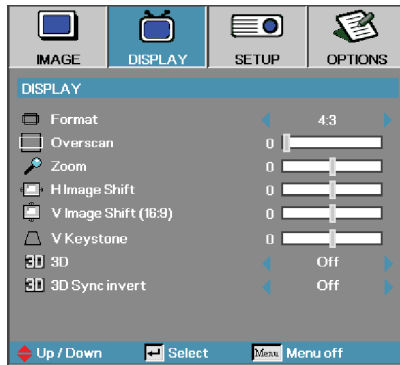 IMAGE DISPLAY SETUP OPTIONS
DISPLAY
Format 4:3
Overscan 0
Zoom 0
H Image Shift 0
V Image Shift (16:9) 0
V Keystone 0
3D 3D Off
3D 3D Sync invert Off
Up / Down Select Menu Menu off